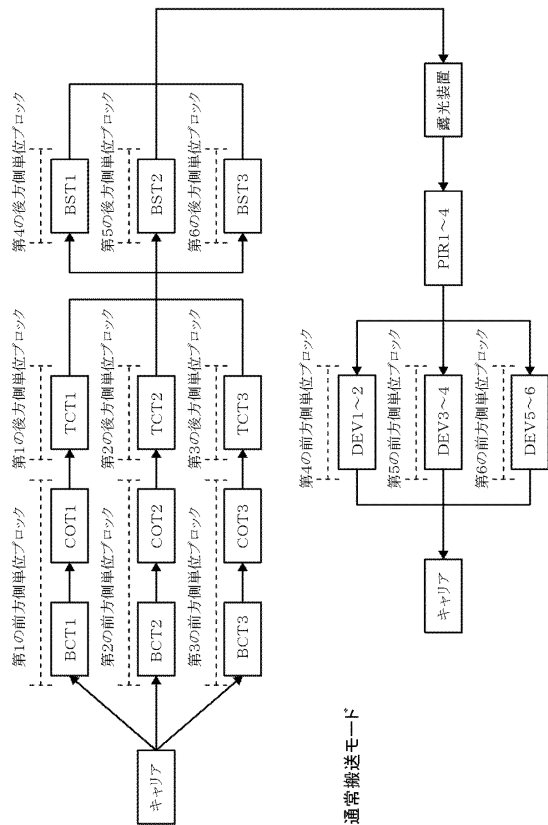 キャリア
第1の前方側単位ブロック
BCT1
COT1
第1の後方側単位ブロック
TCT1
第4の後方側単位ブロック
BST1
第2の前方側単位ブロック
BCT2
COT2
第2の後方側単位ブロック
TCT2
第5の後方側単位ブロック
BST2
第3の前方側単位ブロック
BCT3
COT3
第3の後方側単位ブロック
TCT3
第6の後方側単位ブロック
BST3
露光装置
PIR1～4
第4の前方側単位ブロック
DEV1～2
第5の前方側単位ブロック
DEV3～4
第6の前方側単位ブロック
DEV5～6
キャリア
通常搬送モード